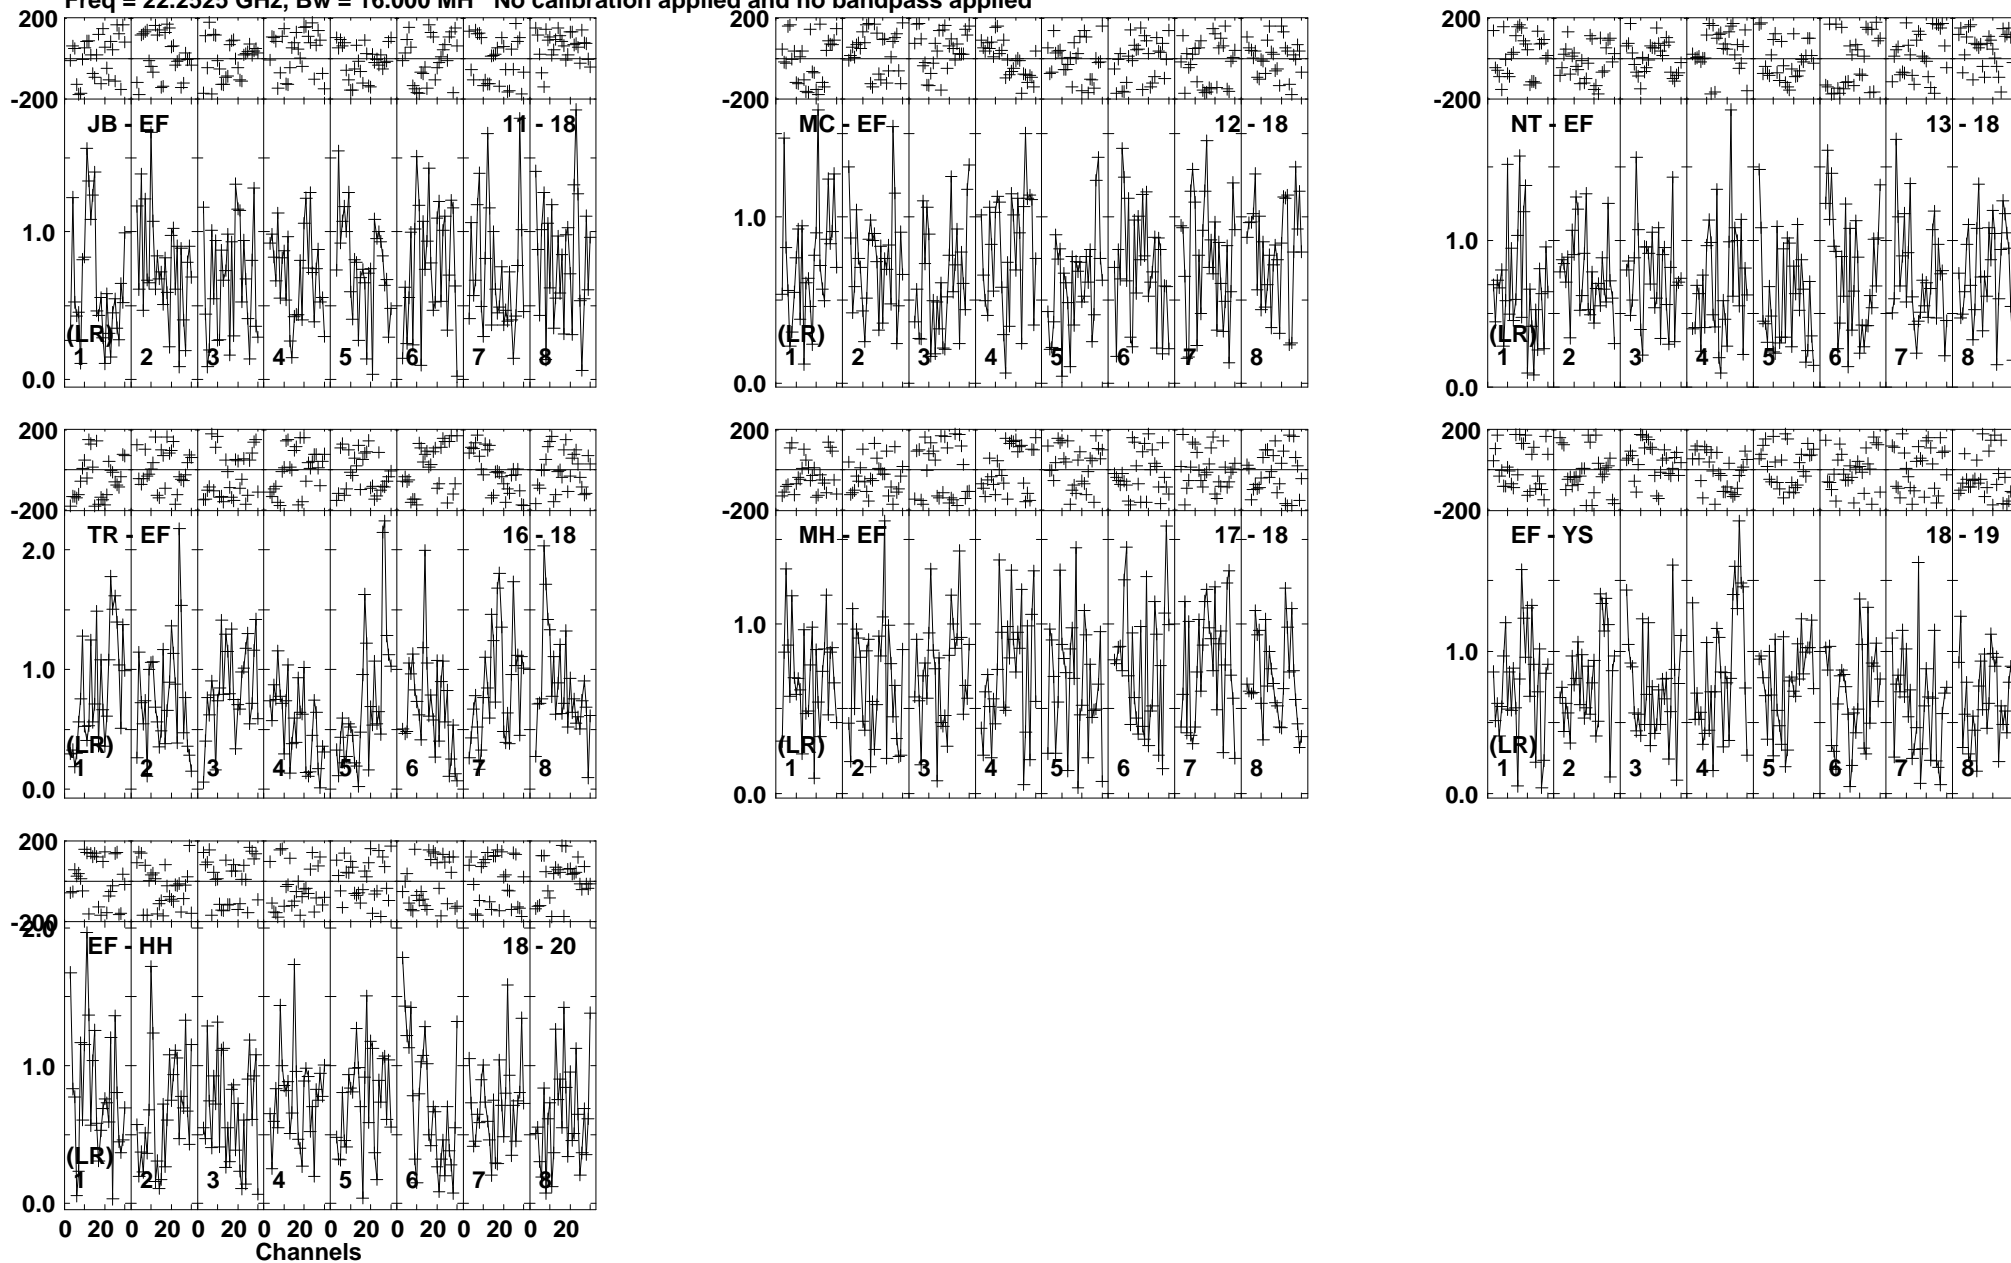 Freq = 22.2525 GHz, Bw = 16.000 MH No calibration applied and no bandpass applied
200 200 200
-200 -200 -200
JB - EF 11 - 18 MC - EF 12 - 18 NT - EF 13 - 18
1.0 1.0 1.0
(LR) (LR) (LR)
1 2 3 4 5 6 7 8 1 2 3 4 5 6 7 8 1 2 3 4 5 6 7 8
0.0 0.0 0.0
200 200 200
-200 -200 -200
TR - EF 16 - 18 MH - EF 17 - 18 EF - YS 18 - 19
2.0
1.0 1.0 1.0
(LR) (LR) (LR)
1 2 3 4 5 6 7 8 1 2 3 4 5 6 7 8 1 2 3 4 5 6 7 8
0.0 0.0 0.0
200
-200
2.0
EF - HH 18 - 20
1.0
(LR)
1 2 3 4 5 6 7 8
0.0
0 20 0 20 0 20 0 20 0 20 0 20 0 20 0 20
Channels